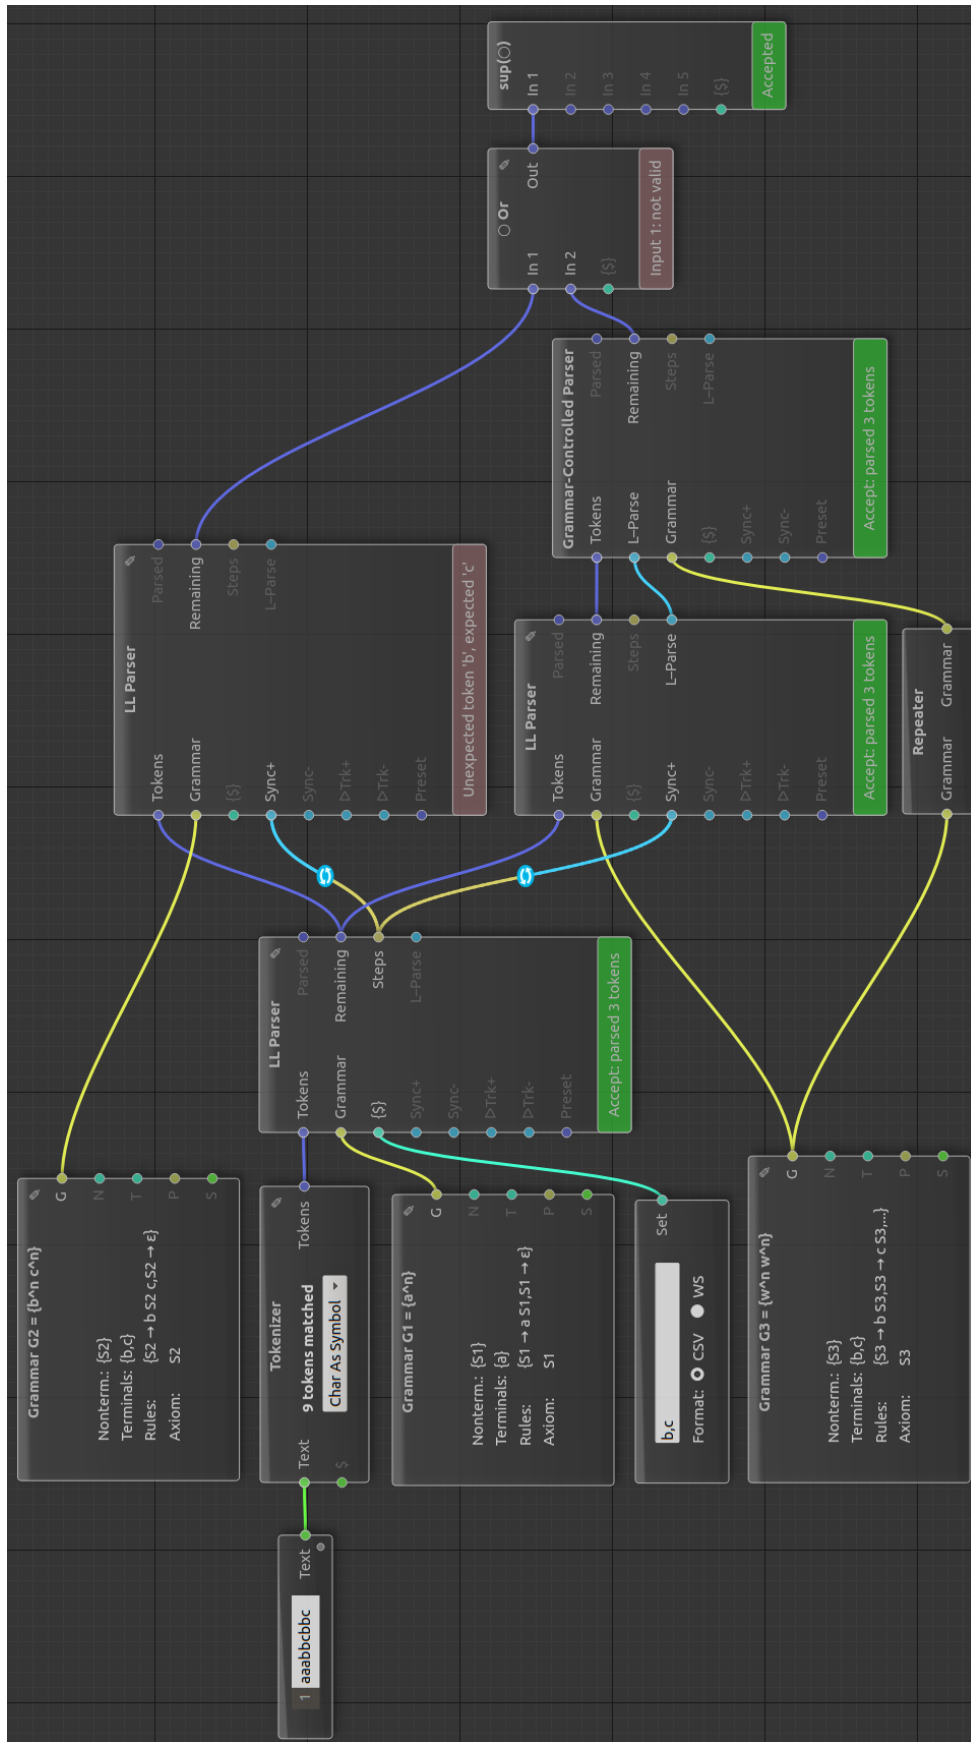 1 aaabbcbbc
Text
Grammar G2 = {b^n c^n}
Nonterm.: {S2}
Terminals: {b,c}
Rules: {S2 → b S2 c,S2 → ε}
Axiom: S2
G
N
T
P
S
Tokenizer
Text
$
9 tokens matched
Char As Symbol
Tokens
Grammar G1 = {a^n}
Nonterm.: {S1}
Terminals: {a}
Rules: {S1 → a S1,S1 → ε}
Axiom: S1
G
N
T
P
S
b,c
Format: CSV WS
Set
Grammar G3 = {w^n w^n}
Nonterm.: {S3}
Terminals: {b,c}
Rules: {S3 → b S3,S3 → c S3,...}
Axiom: S3
G
N
T
P
S
LL Parser
Tokens
Grammar
{$}
Sync+
Sync-
▷Trk+
▷Trk-
Preset
Parsed
Remaining
Steps
L–Parse
Accept: parsed 3 tokens
LL Parser
Tokens
Grammar
{$}
Sync+
Sync-
▷Trk+
▷Trk-
Preset
Parsed
Remaining
Steps
L–Parse
Unexpected token 'b', expected 'c'
LL Parser
Tokens
Grammar
{$}
Sync+
Sync-
▷Trk+
▷Trk-
Preset
Parsed
Remaining
Steps
L–Parse
Accept: parsed 3 tokens
Repeater
Grammar
Grammar
Grammar-Controlled Parser
Tokens
L–Parse
Grammar
{$}
Sync+
Sync-
Preset
Parsed
Remaining
Steps
L–Parse
Accept: parsed 3 tokens
○ Or
In 1
In 2
{$}
Out
Input 1: not valid
sup(○)
In 1
In 2
In 3
In 4
In 5
{$}
Accepted